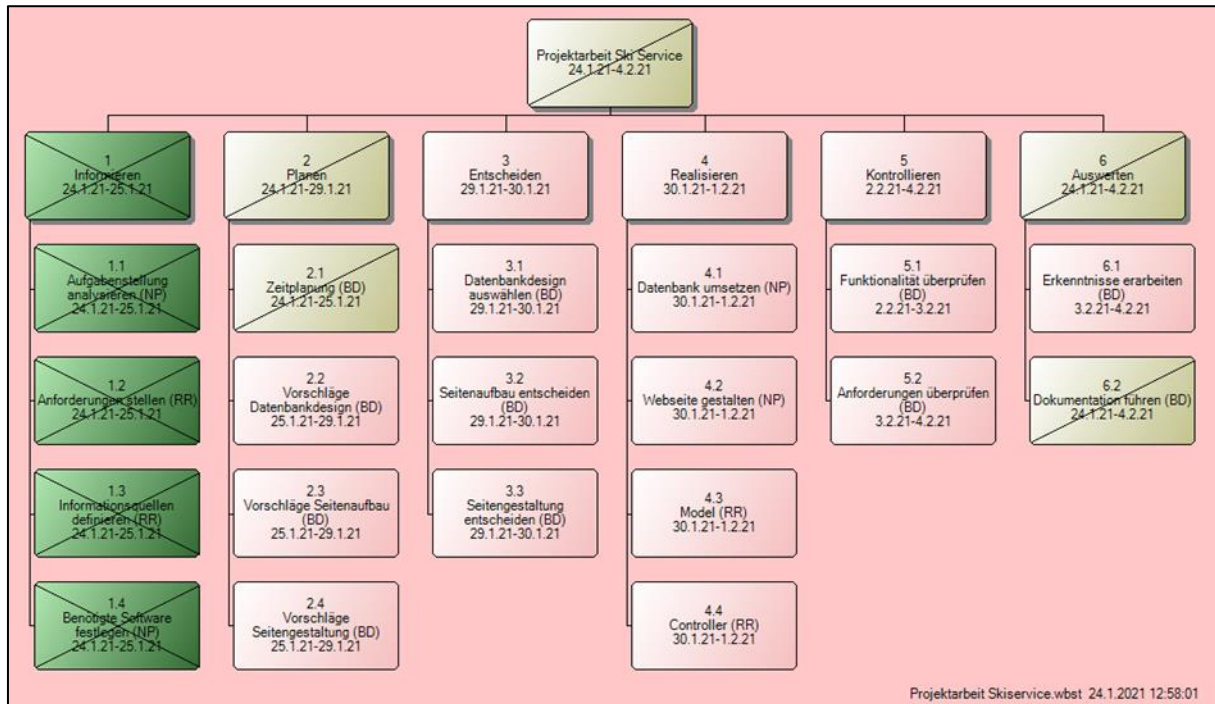 Projektarbeit Ski Service
24.1.21-4.2.21
1
Informieren
24.1.21-25.1.21
1.1
Aufgabenstellung
analysieren (NP)
24.1.21-25.1.21
1.2
Anforderungen stellen (RR)
24.1.21-25.1.21
1.3
Informationsquellen
definieren (RR)
24.1.21-25.1.21
1.4
Benötigte Software
festlegen (NP)
24.1.21-25.1.21
2
Planen
24.1.21-29.1.21
2.1
Zeitplanung (BD)
24.1.21-25.1.21
2.2
Vorschläge
Datenbankdesign (BD)
25.1.21-29.1.21
2.3
Vorschläge Seitenaufbau
(BD)
25.1.21-29.1.21
2.4
Vorschläge
Seitengestaltung (BD)
25.1.21-29.1.21
3
Entscheiden
29.1.21-30.1.21
3.1
Datenbankdesign
auswählen (BD)
29.1.21-30.1.21
3.2
Seitenaufbau entscheiden
(BD)
29.1.21-30.1.21
3.3
Seitengestaltung
entscheiden (BD)
29.1.21-30.1.21
4
Realisieren
30.1.21-1.2.21
4.1
Datenbank umsetzen (NP)
30.1.21-1.2.21
4.2
Webseite gestalten (NP)
30.1.21-1.2.21
4.3
Model (RR)
30.1.21-1.2.21
4.4
Controller (RR)
30.1.21-1.2.21
5
Kontrollieren
2.2.21-4.2.21
5.1
Funktionalität überprüfen
(BD)
2.2.21-3.2.21
5.2
Anforderungen überprüfen
(BD)
3.2.21-4.2.21
6
Auswerten
24.1.21-4.2.21
6.1
Erkenntnisse erarbeiten
(BD)
3.2.21-4.2.21
6.2
Dokumentation führen (BD)
24.1.21-4.2.21
Projektarbeit Skiservice.wbst 24.1.2021 12:58:01